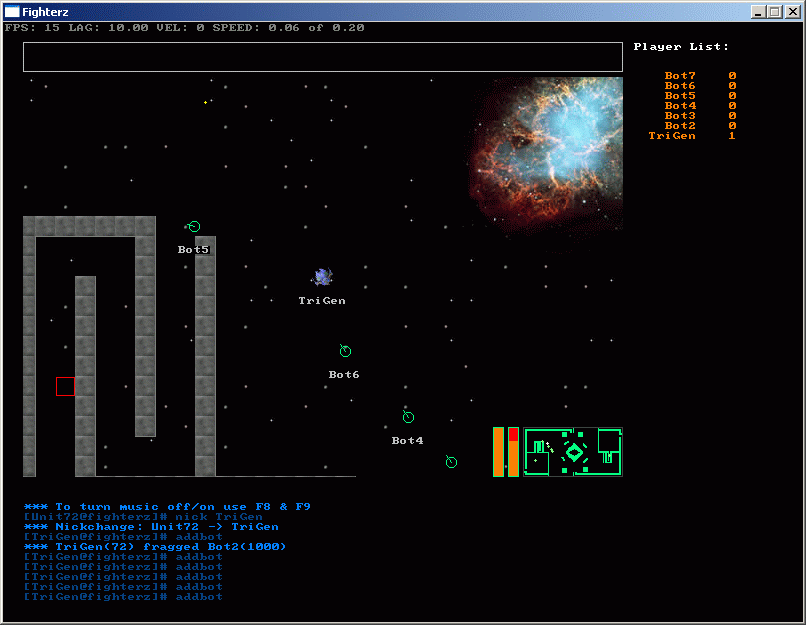 Fighterz
FPS: 15 LAG: 10.00 VEL: 0 SPEED: 0.06 of 0.20
Player List:
Bot7 0
Bot6 0
Bot5 0
Bot4 0
Bot3 0
Bot2 0
TriGen 1
Bot5
TriGen
Bot6
Bot4
*** To turn music off/on use F8 & F9
[Unit72@fighterz]# nick TriGen
*** Nickchange: Unit72 -> TriGen
[TriGen@fighterz]# addbot
*** TriGen(72) fragged Bot2(1000)
[TriGen@fighterz]# addbot
[TriGen@fighterz]# addbot
[TriGen@fighterz]# addbot
[TriGen@fighterz]# addbot
[TriGen@fighterz]# addbot